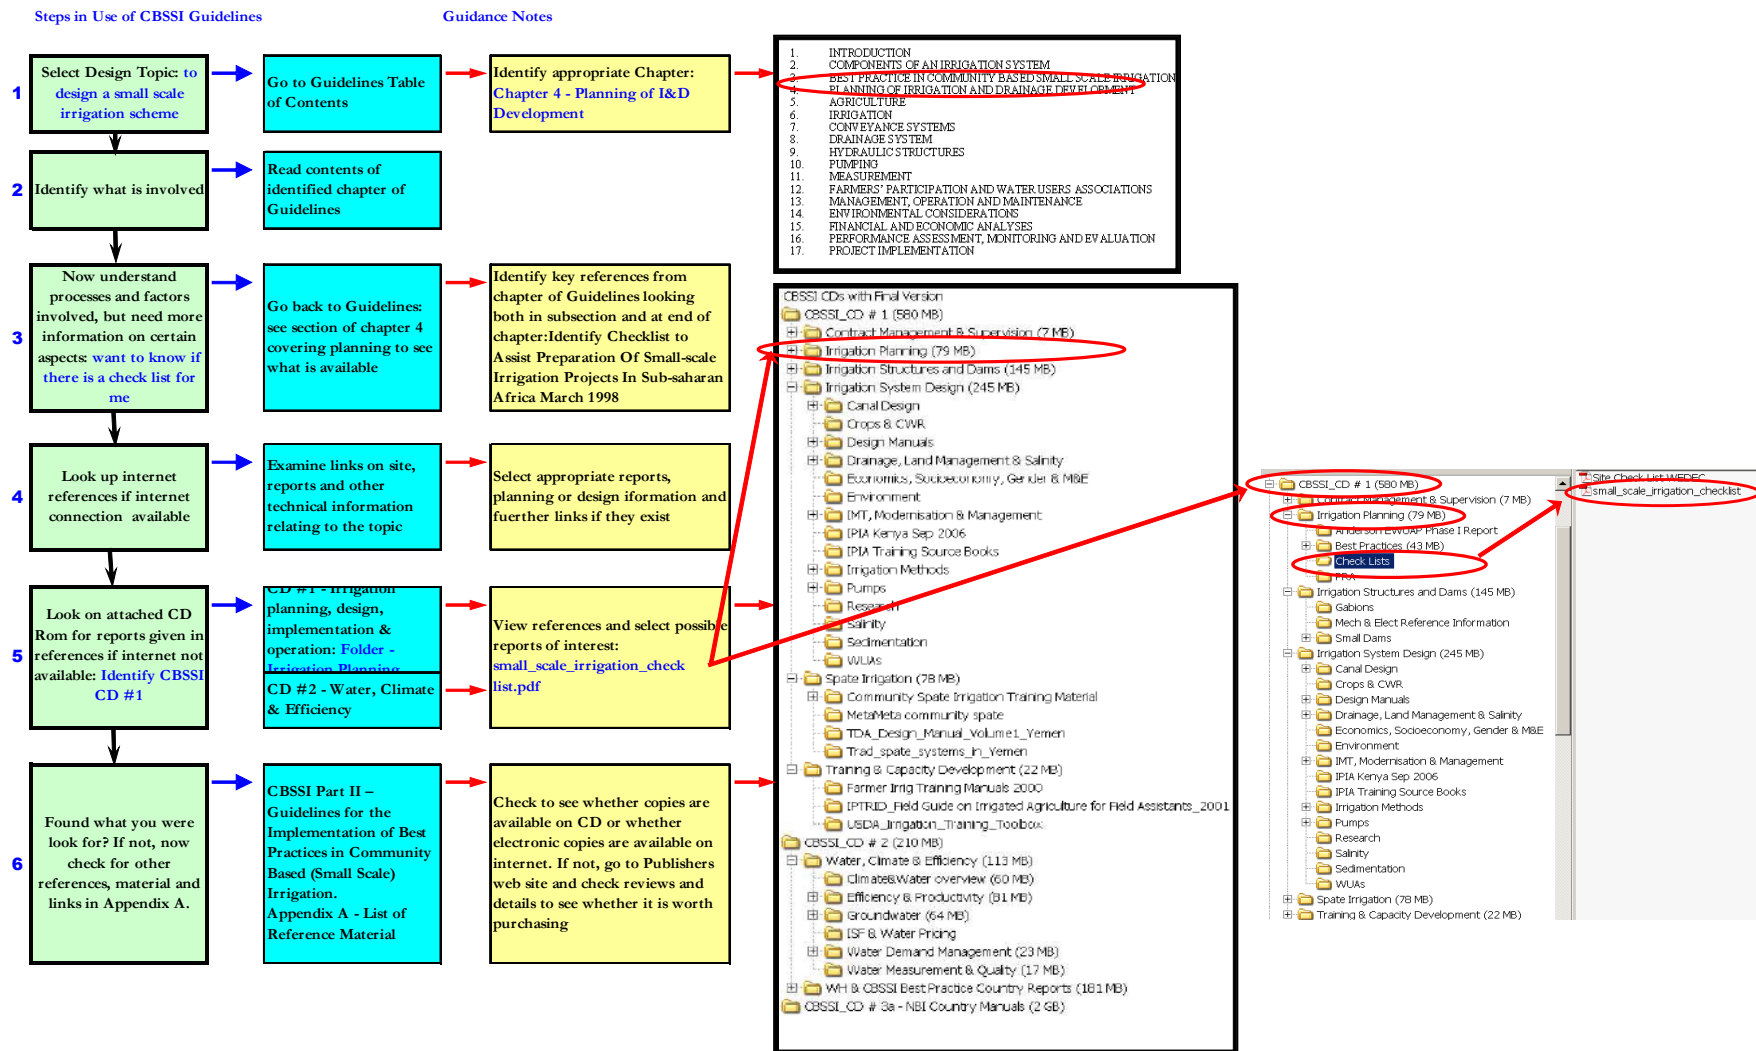 Steps in Use of CBSSI Guidelines
Guidance Notes
1
Select Design Topic: to
design a small scale
irrigation scheme
Go to Guidelines Table
of Contents
Identify appropriate Chapter:
Chapter 4 - Planning of I&D
Development
1. INTRODUCTION
2. COMPONENTS OF AN IRRIGATION SYSTEM
3. BEST PRACTICE IN COMMUNITY BASED SMALL SCALE IRRIGATION
4. PLANNING OF IRRIGATION AND DRAINAGE DEVELOPMENT
5. AGRICULTURE
6. IRRIGATION
7. CONVEYANCE SYSTEMS
8. DRAINAGE SYSTEM
9. HYDRAULIC STRUCTURES
10. PUMPING
11. MEASUREMENT
12. FARMERS' PARTICIPATION AND WATER USERS ASSOCIATIONS
13. MANAGEMENT, OPERATION AND MAINTENANCE
14. ENVIRONMENTAL CONSIDERATIONS
15. FINANCIAL AND ECONOMIC ANALYSES
16. PERFORMANCE ASSESSMENT, MONITORING AND EVALUATION
17. PROJECT IMPLEMENTATION
2
Identify what is involved
Read contents of
identified chapter of
Guidelines
3
Now understand
processes and factors
involved, but need more
information on certain
aspects: want to know if
there is a check list for
me
Go back to Guidelines:
see section of chapter 4
covering planning to see
what is available
Identify key references from
chapter of Guidelines looking
both in subsection and at end of
chapter:Identify Checklist to
Assist Preparation Of Small-scale
Irrigation Projects In Sub-saharan
Africa March 1998
4
Look up internet
references if internet
connection available
Examine links on site,
reports and other
technical information
relating to the topic
Select appropriate reports,
planning or design iformation and
fuerther links if they exist
5
Look on attached CD
Rom for reports given in
references if internet not
available: Identify CBSSI
CD #1
CD #1 - Irrigation
planning, design,
implementation &
operation: Folder -
Irrigation Planning
CD #2 - Water, Climate
& Efficiency
View references and select possible
reports of interest:
small_scale_irrigation_check
list.pdf
6
Found what you were
look for? If not, now
check for other
references, material and
links in Appendix A.
CBSSI Part II –
Guidelines for the
Implementation of Best
Practices in Community
Based (Small Scale)
Irrigation.
Appendix A - List of
Reference Material
Check to see whether copies are
available on CD or whether
electronic copies are available on
internet. If not, go to Publishers
web site and check reviews and
details to see whether it is worth
purchasing
CBSSI CDs with Final Version
CBSSI_CD # 1 (580 MB)
Contract Management & Supervision (7 MB)
Irrigation Planning (79 MB)
Irrigation Structures and Dams (145 MB)
Irrigation System Design (245 MB)
Canal Design
Crops & CWR
Design Manuals
Drainage, Land Management & Salinity
Economics, Socioeconomy, Gender & M&E
Environment
IMT, Modernisation & Management
IPIA Kenya Sep 2006
IPIA Training Source Books
Irrigation Methods
Pumps
Research
Salinity
Sedimentation
WUAs
Spate Irrigation (78 MB)
Community Spate Irrigation Training Material
MetaMeta community spate
TDA_Design_Manual_Volume1_Yemen
Trad_spate_systems_in_Yemen
Training & Capacity Development (22 MB)
Farmer Irrig Training Manuals 2000
IPTRID_Field Guide on Irrigated Agriculture for Field Assistants_2001
USDA_Irrigation_Training_Toolbox
CBSSI_CD # 2 (210 MB)
Water, Climate & Efficiency (113 MB)
Climate&Water overview (60 MB)
Efficiency & Productivity (81 MB)
Groundwater (64 MB)
ISF & Water Pricing
Water Demand Management (23 MB)
Water Measurement & Quality (17 MB)
WH & CBSSI Best Practice Country Reports (181 MB)
CBSSI_CD # 3a - NBI Country Manuals (2 GB)
CBSSI_CD # 1 (580 MB)
Contract Management & Supervision (7 MB)
Irrigation Planning (79 MB)
Anderson EWUAP Phase I Report
Best Practices (43 MB)
Check Lists
PRA
Irrigation Structures and Dams (145 MB)
Gabions
Mech & Elect Reference Information
Small Dams
Irrigation System Design (245 MB)
Canal Design
Crops & CWR
Design Manuals
Drainage, Land Management & Salinity
Economics, Socioeconomy, Gender & M&E
Environment
IMT, Modernisation & Management
IPIA Kenya Sep 2006
IPIA Training Source Books
Irrigation Methods
Pumps
Research
Salinity
Sedimentation
WUAs
Spate Irrigation (78 MB)
Training & Capacity Development (22 MB)
Site Check List WEDEC
small_scale_irrigation_checklist